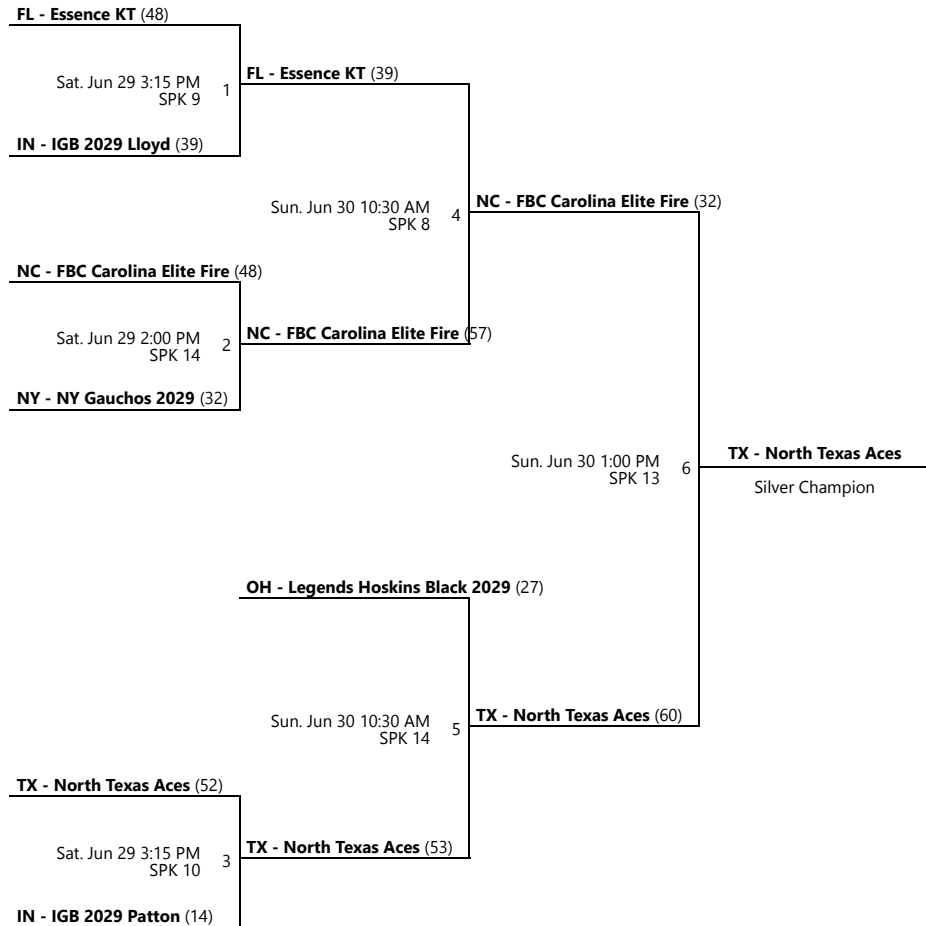 FL - Essence KT (48)
Sat. Jun 29 3:15 PM
SPK 9
1
FL - Essence KT (39)
IN - IGB 2029 Lloyd (39)
Sun. Jun 30 10:30 AM
SPK 8
4
NC - FBC Carolina Elite Fire (32)
NC - FBC Carolina Elite Fire (48)
Sat. Jun 29 2:00 PM
SPK 14
2
NC - FBC Carolina Elite Fire (57)
NY - NY Gauchos 2029 (32)
Sun. Jun 30 1:00 PM
SPK 13
6
TX - North Texas Aces
Silver Champion
OH - Legends Hoskins Black 2029 (27)
Sun. Jun 30 10:30 AM
SPK 14
5
TX - North Texas Aces (60)
TX - North Texas Aces (52)
Sat. Jun 29 3:15 PM
SPK 10
3
TX - North Texas Aces (53)
IN - IGB 2029 Patton (14)